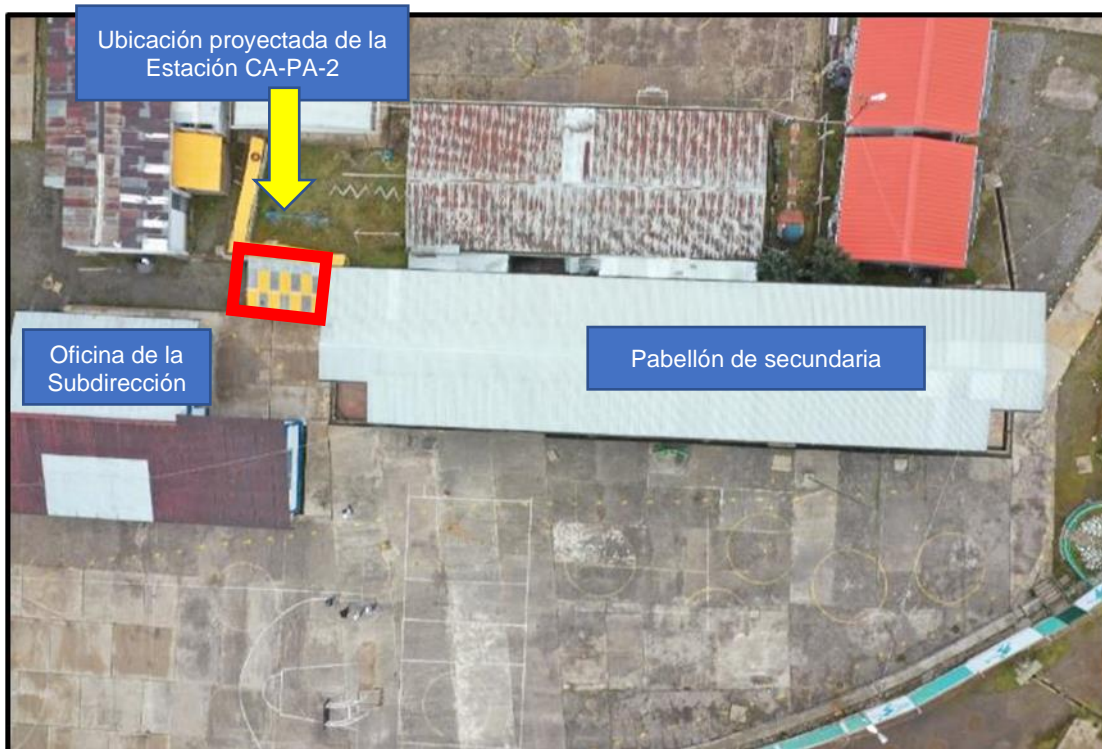 Ubicación proyectada de la
Estación CA-PA-2
Oficina de la
Subdirección
Pabellón de secundaria